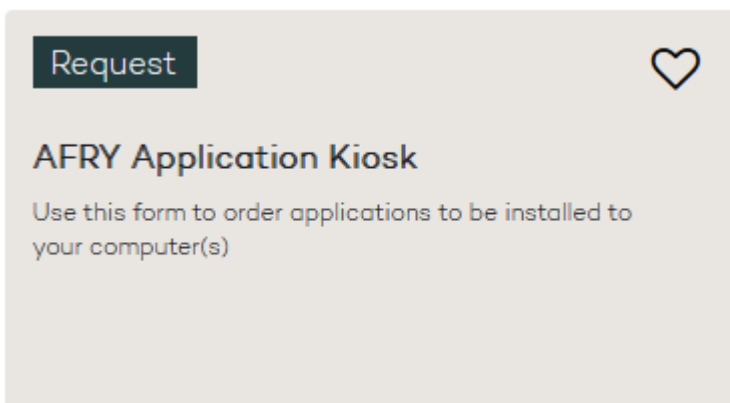 Request
AFRY Application Kiosk
Use this form to order applications to be installed to
your computer(s)